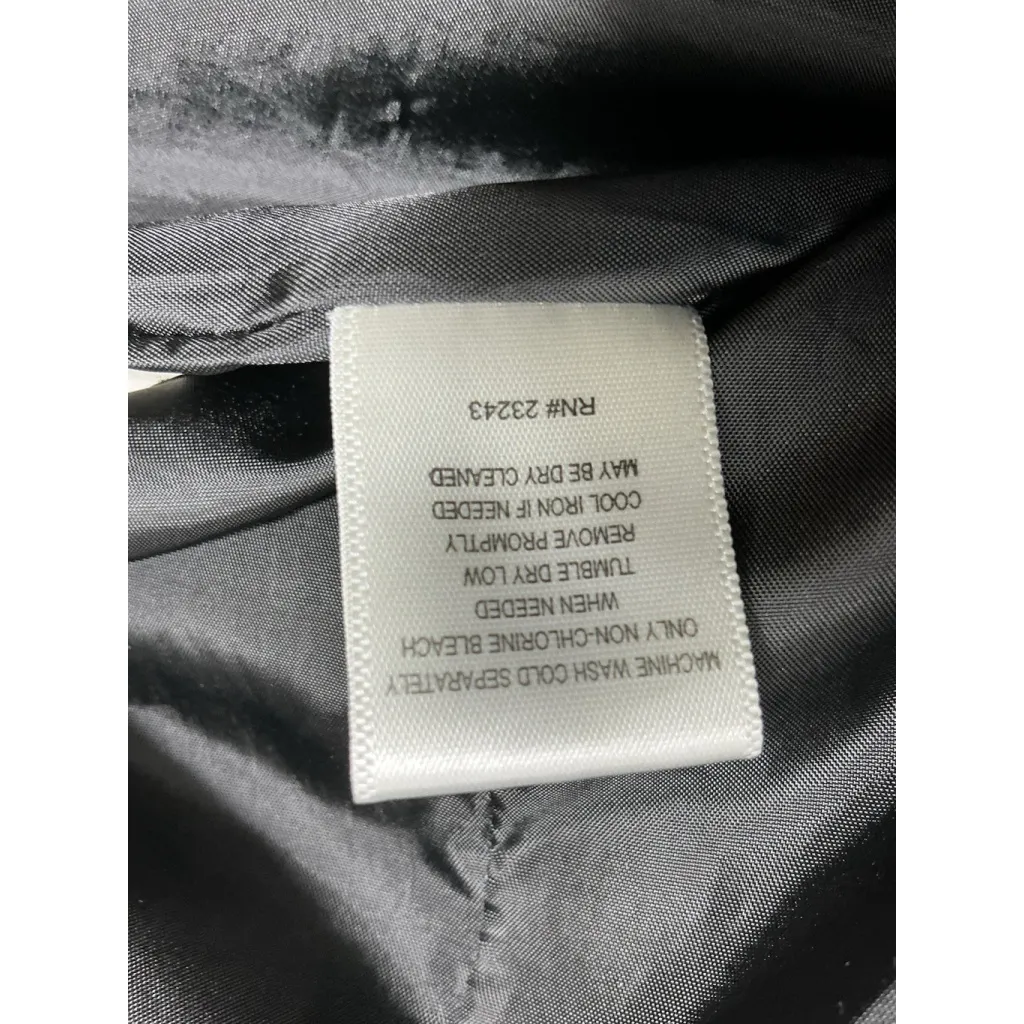 MACHINE WASH COLD SEPARATELY
ONLY NON-CHLORINE BLEACH
WHEN NEEDED
TUMBLE DRY LOW
REMOVE PROMPTLY
COOL IRON IF NEEDED
MAY BE DRY CLEANED
RN# 23243